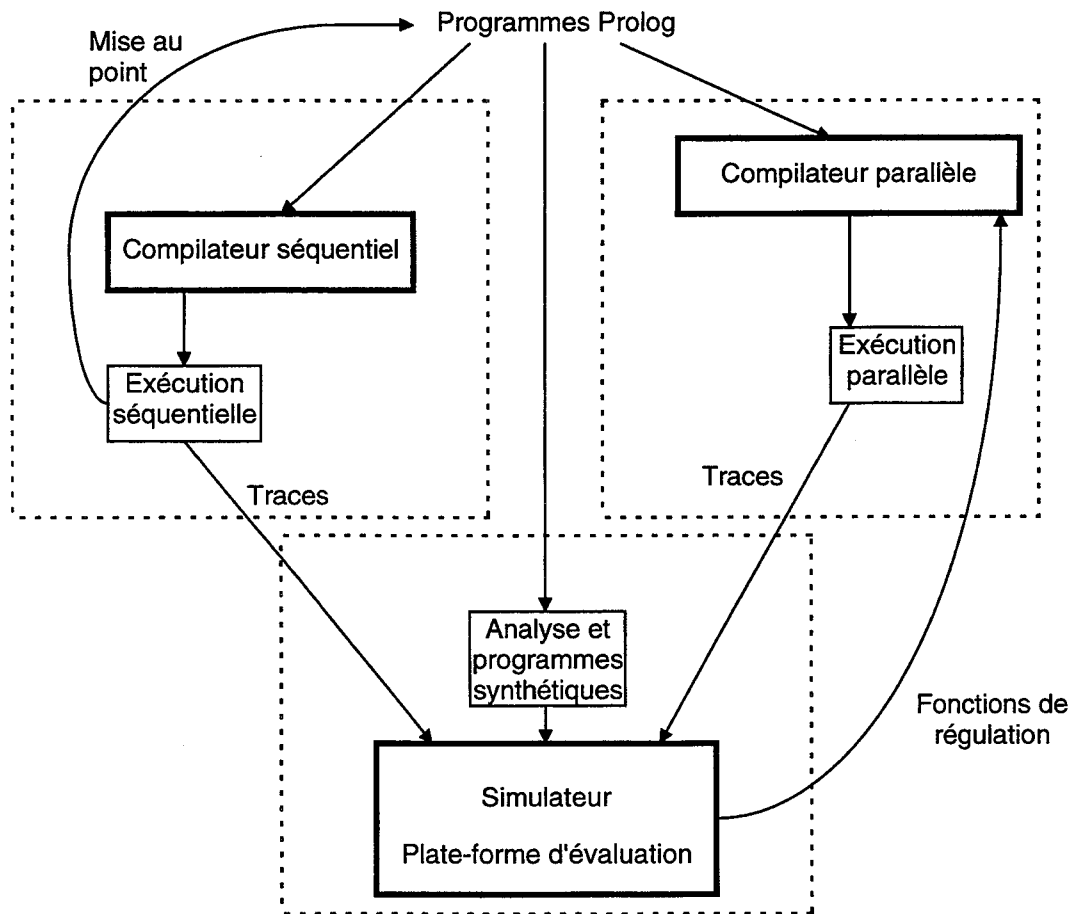 Programmes Prolog
Mise au
point
Compilateur parallèle
Compilateur séquentiel
Exécution
parallèle
Exécution
séquentielle
Traces
Traces
Analyse et
programmes
synthétiques
Fonctions de
régulation
Simulateur
Plate-forme d'évaluation